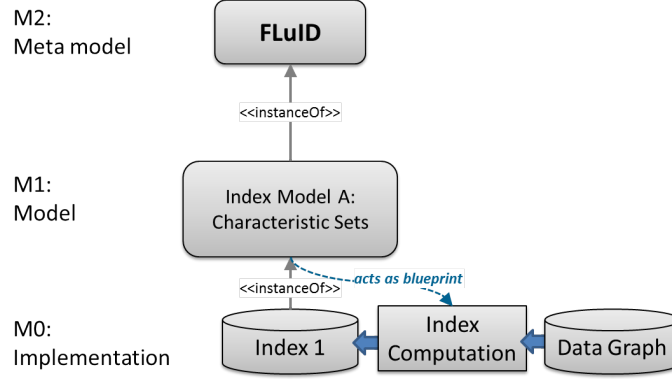 M2:
Meta model
FLuID
<<instanceOf>>
M1:
Model
Index Model A:
Characteristic Sets
acts as blueprint
<<instanceOf>>
M0:
Implementation
Index 1
Index
Computation
Data Graph